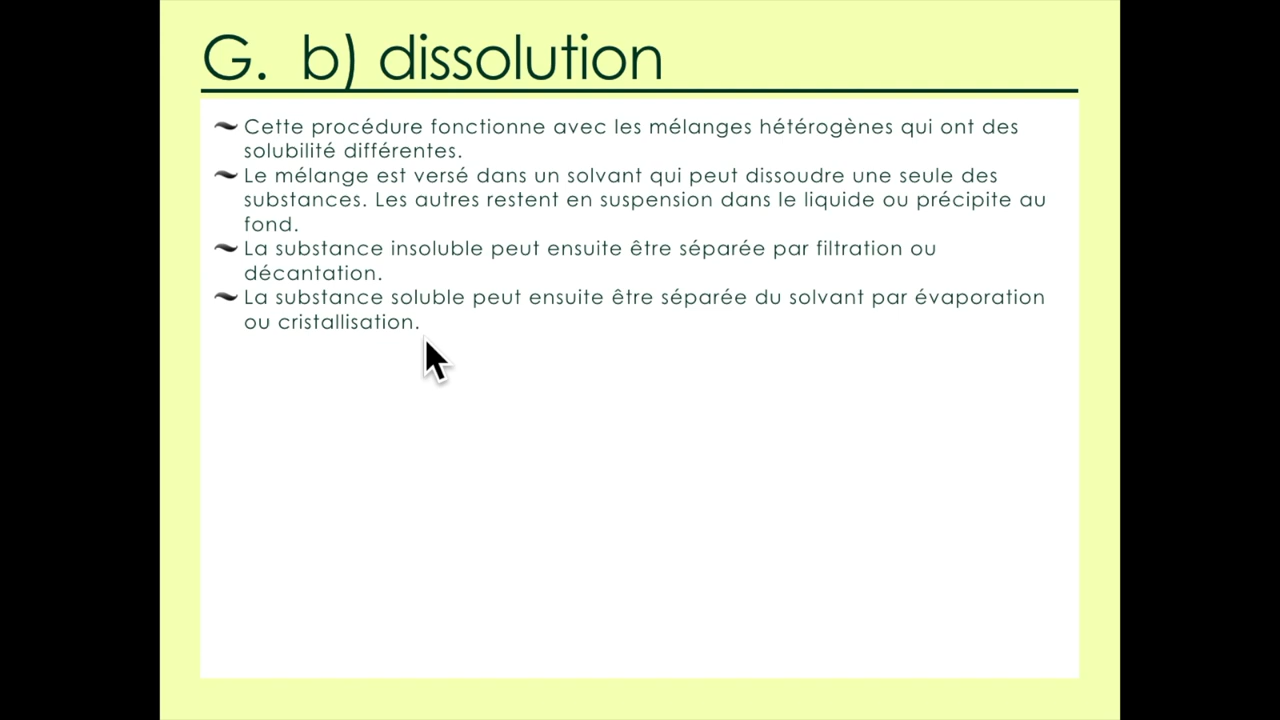 G. b) dissolution
Cette procédure fonctionne avec les mélanges hétérogènes qui ont des
solubilité différentes.
Le mélange est versé dans un solvant qui peut dissoudre une seule des
substances. Les autres restent en suspension dans le liquide ou précipite au
fond.
La substance insoluble peut ensuite être séparée par filtration ou
décantation.
La substance soluble peut ensuite être séparée du solvant par évaporation
ou cristallisation.